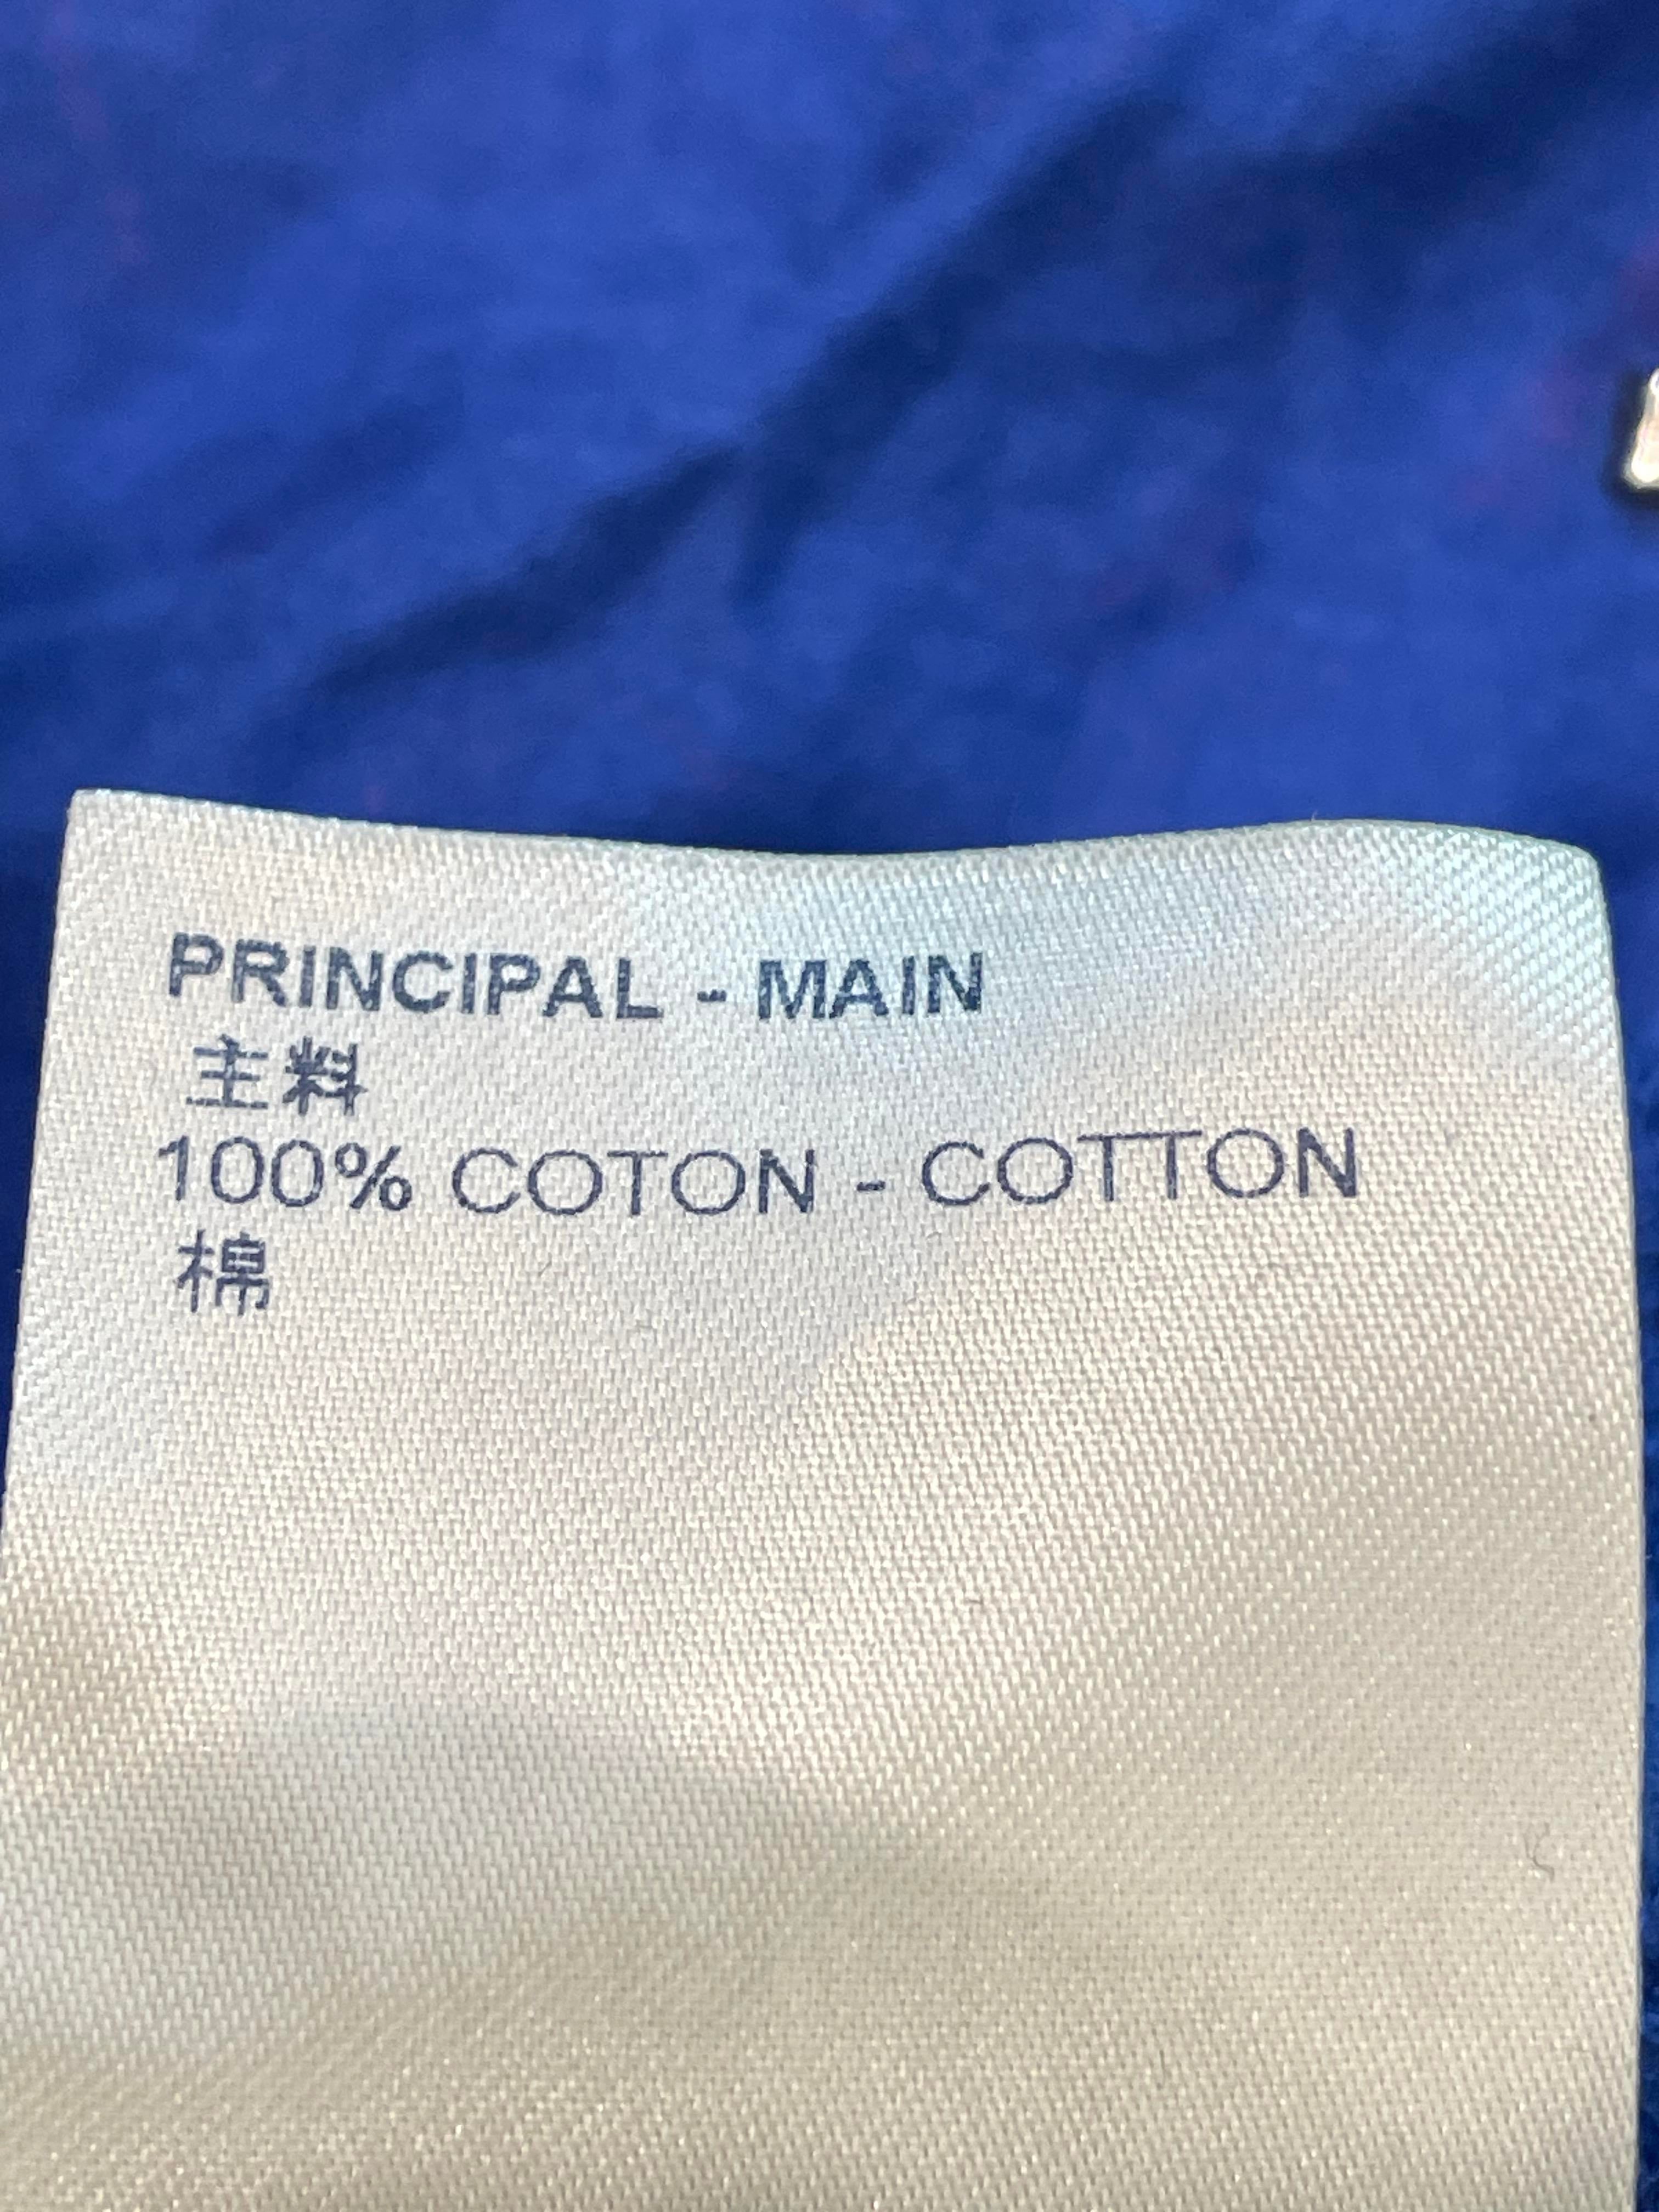 PRINCIPAL - MAIN
主料
100% COTON - COTTON
棉